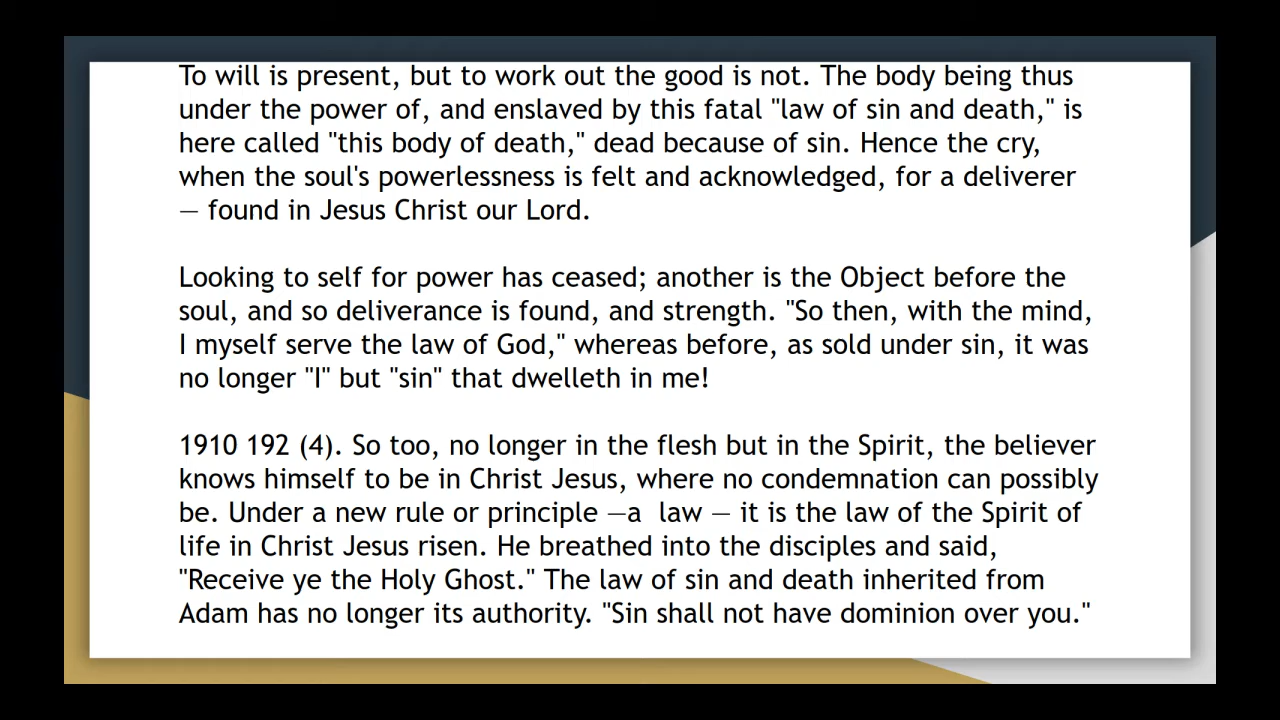 To will is present, but to work out the good is not. The body being thus
under the power of, and enslaved by this fatal "law of sin and death," is
here called "this body of death," dead because of sin. Hence the cry,
when the soul's powerlessness is felt and acknowledged, for a deliverer
— found in Jesus Christ our Lord.
Looking to self for power has ceased; another is the Object before the
soul, and so deliverance is found, and strength. "So then, with the mind,
I myself serve the law of God," whereas before, as sold under sin, it was
no longer "I" but "sin" that dwelleth in me!
1910 192 (4). So too, no longer in the flesh but in the Spirit, the believer
knows himself to be in Christ Jesus, where no condemnation can possibly
be. Under a new rule or principle —a  law — it is the law of the Spirit of
life in Christ Jesus risen. He breathed into the disciples and said,
"Receive ye the Holy Ghost." The law of sin and death inherited from
Adam has no longer its authority. "Sin shall not have dominion over you."